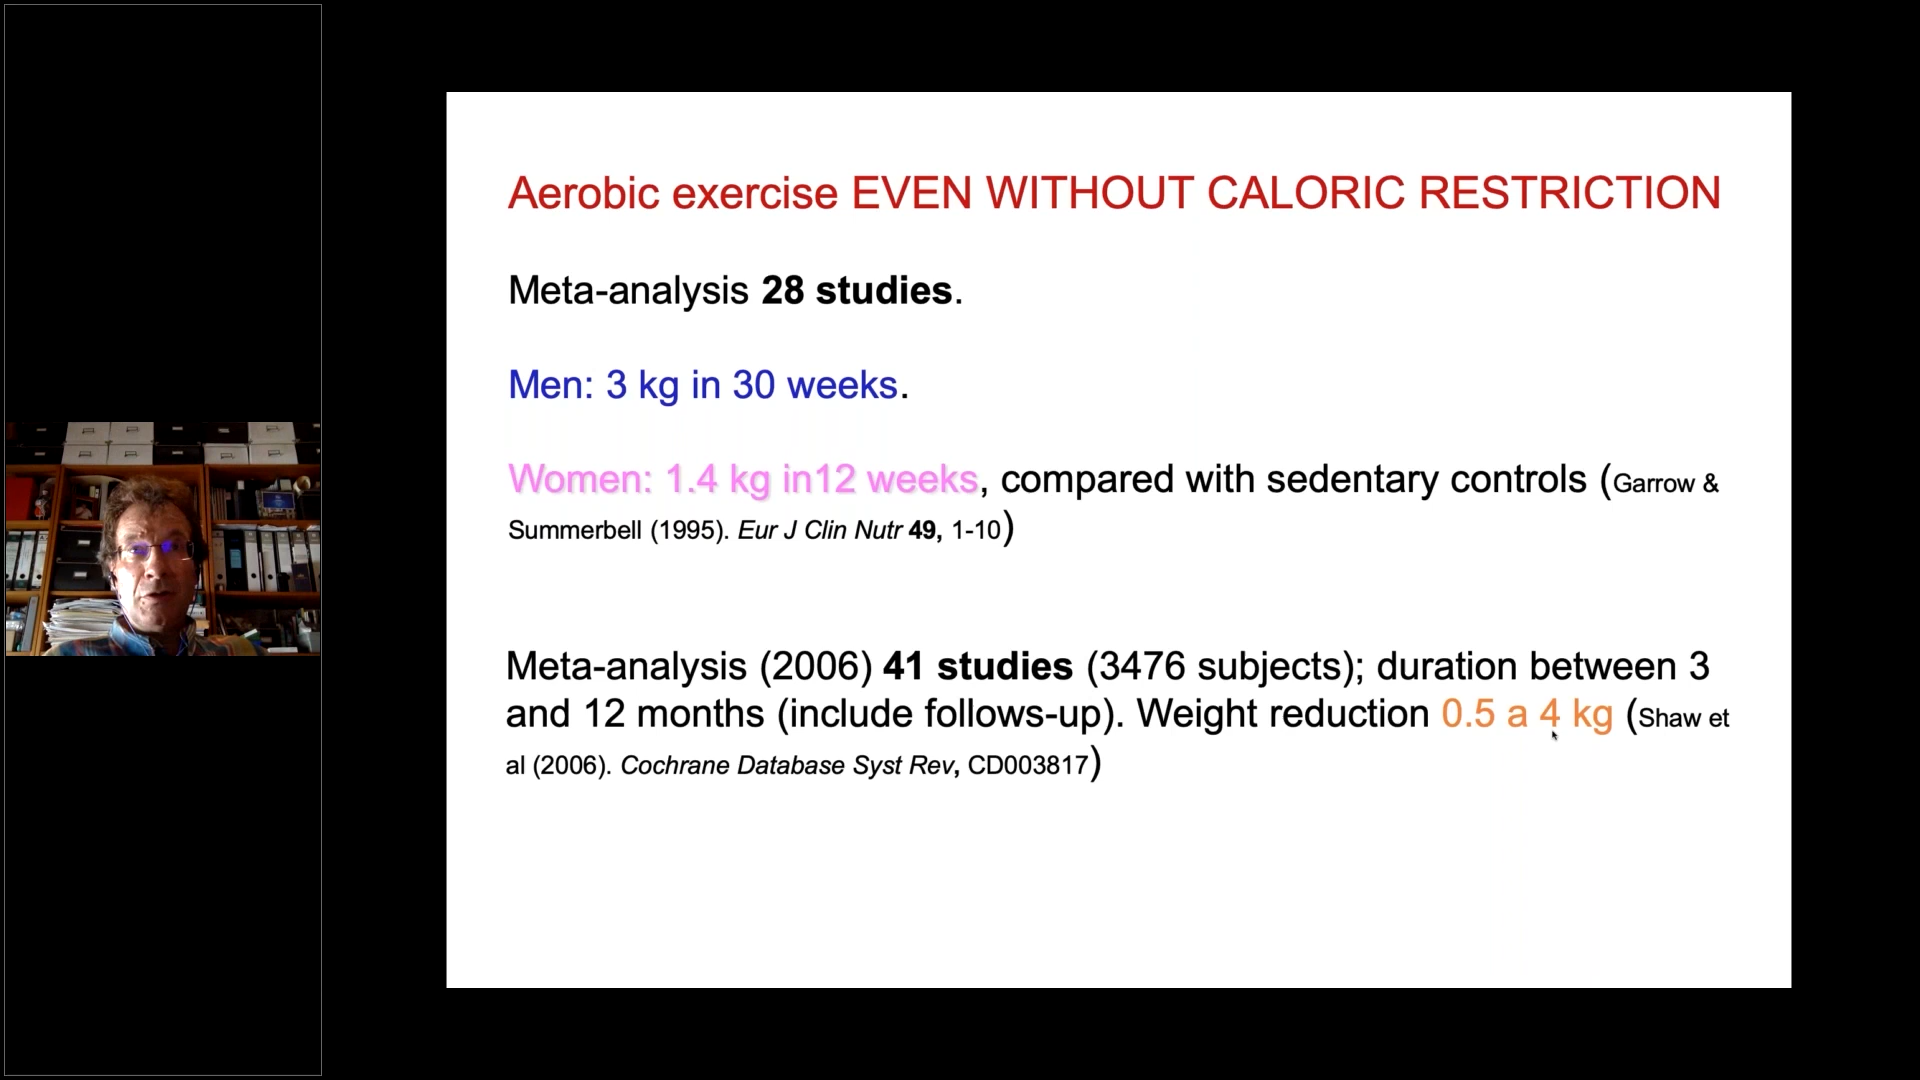 Aerobic exercise EVEN WITHOUT CALORIC RESTRICTION
Meta-analysis 28 studies.
Men: 3 kg in 30 weeks.
Women: 1.4 kg in12 weeks, compared with sedentary controls (Garrow &
Summerbell (1995). Eur J Clin Nutr 49, 1-10)
Meta-analysis (2006) 41 studies (3476 subjects); duration between 3
and 12 months (include follows-up). Weight reduction 0.5 a 4 kg (Shaw et
al (2006). Cochrane Database Syst Rev, CD003817)